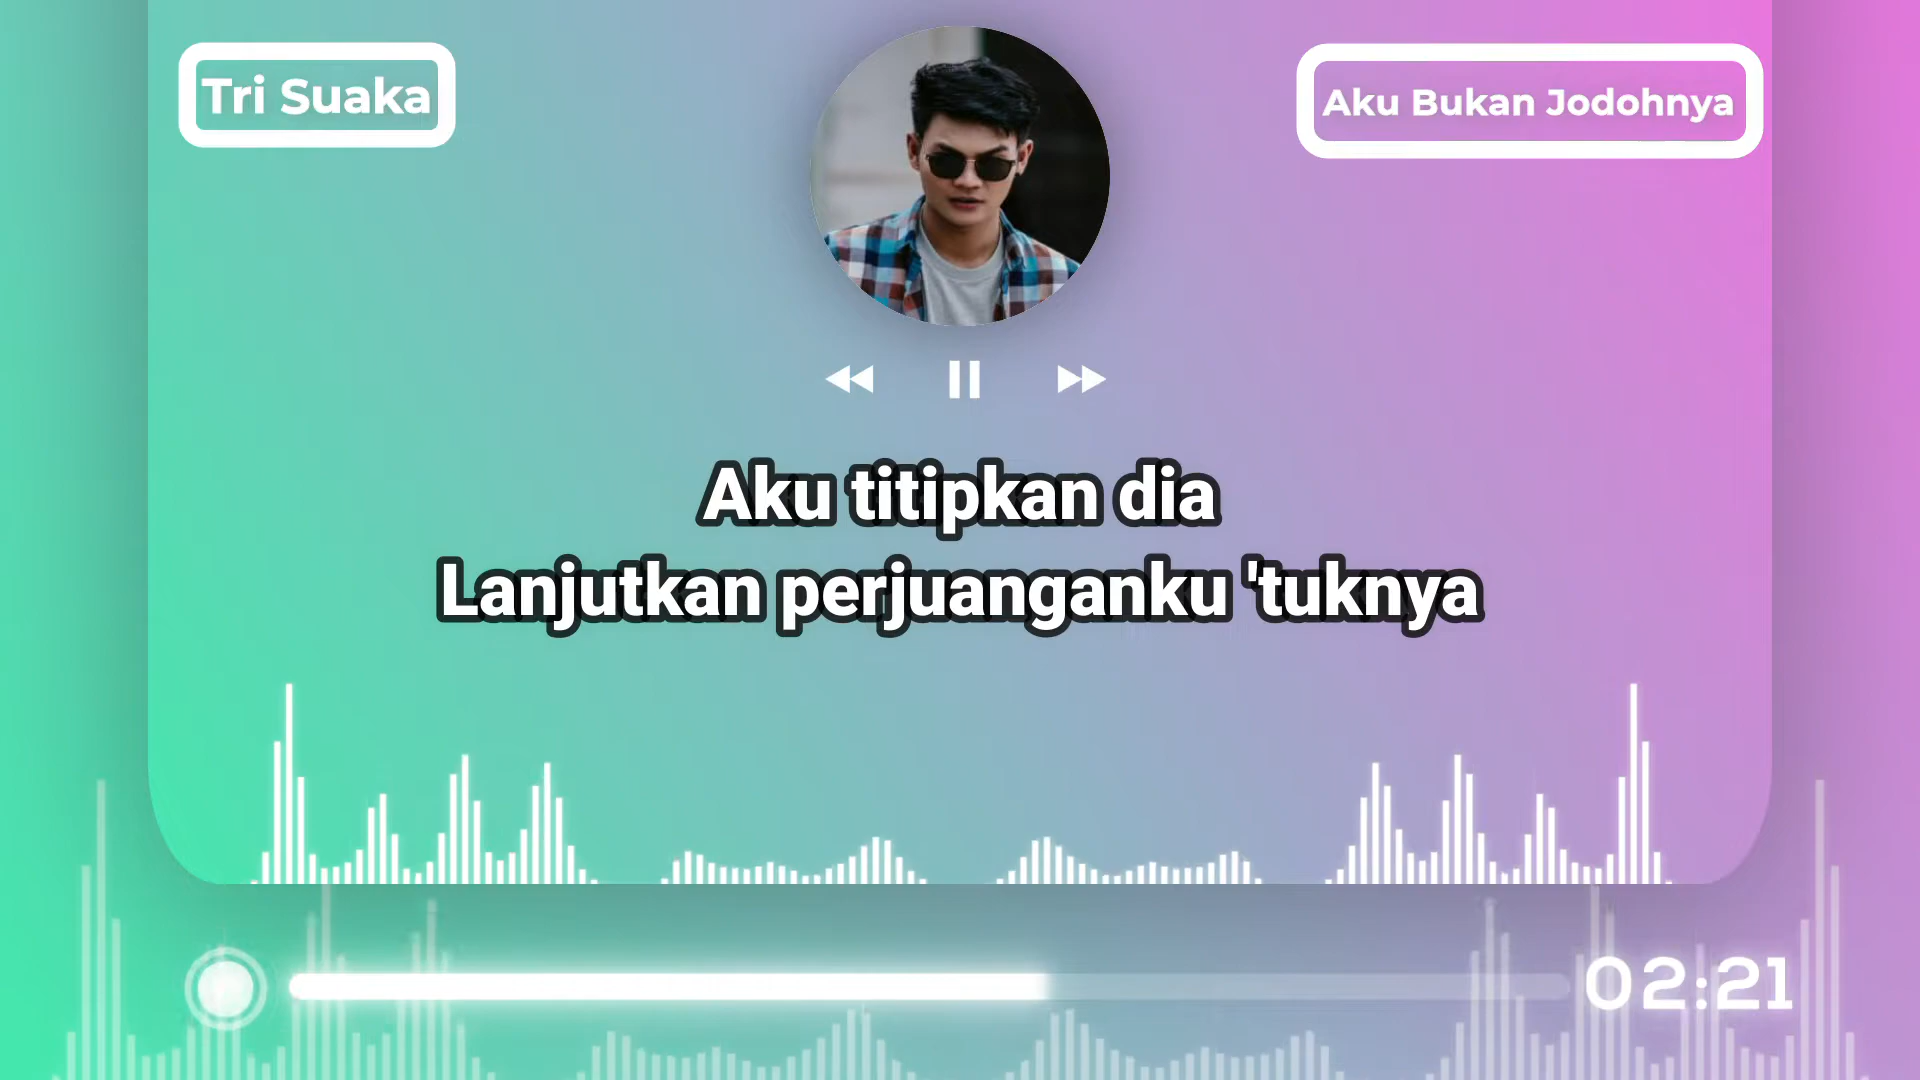 Tri Suaka
Aku Bukan Jodohnya
Aku titipkan dia
Lanjutkan perjuanganku 'tuknya
02:21